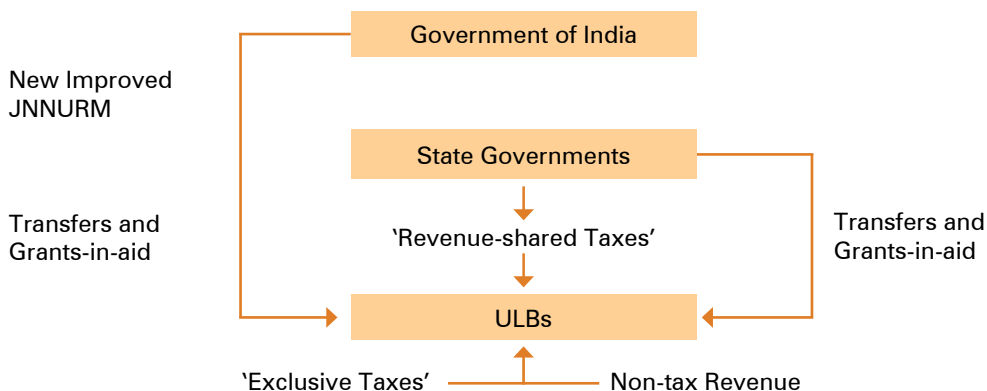 Government of India
New Improved
JNNURM
State Governments
Transfers and
Grants-in-aid
‘Revenue-shared Taxes’
Transfers and
Grants-in-aid
ULBs
‘Exclusive Taxes’
Non-tax Revenue